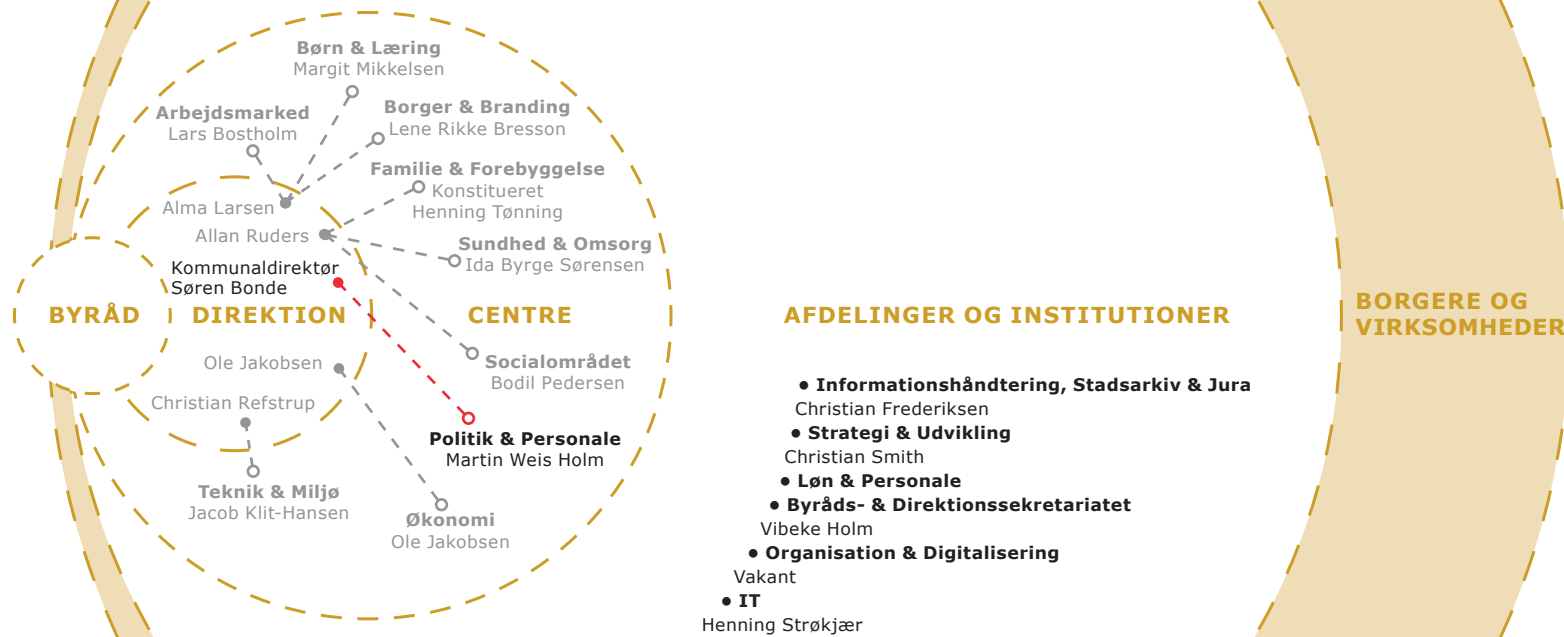 Børn & Læring
Margit Mikkelsen
Arbejdsmarked
Lars Bostholm
Borger & Branding
Lene Rikke Bresson
Familie & Forebyggelse
Konstitueret
Henning Tønning
Alma Larsen
Allan Ruders
Sundhed & Omsorg
Ida Byrge Sørensen
Kommunaldirektør
Søren Bonde
BYRÅD
DIREKTION
CENTRE
AFDELINGER OG INSTITUTIONER
BORGERE OG
VIRKSOMHEDER
Ole Jakobsen
Socialområdet
Bodil Pedersen
Christian Refstrup
Politik & Personale
Martin Weis Holm
Teknik & Miljø
Jacob Klit-Hansen
Økonomi
Ole Jakobsen
• Informationshåndtering, Stadsarkiv & Jura
Christian Frederiksen
• Strategi & Udvikling
Christian Smith
• Løn & Personale
• Byråds- & Direktionssekretariatet
Vibeke Holm
• Organisation & Digitalisering
Vakant
• IT
Henning Strøkjær